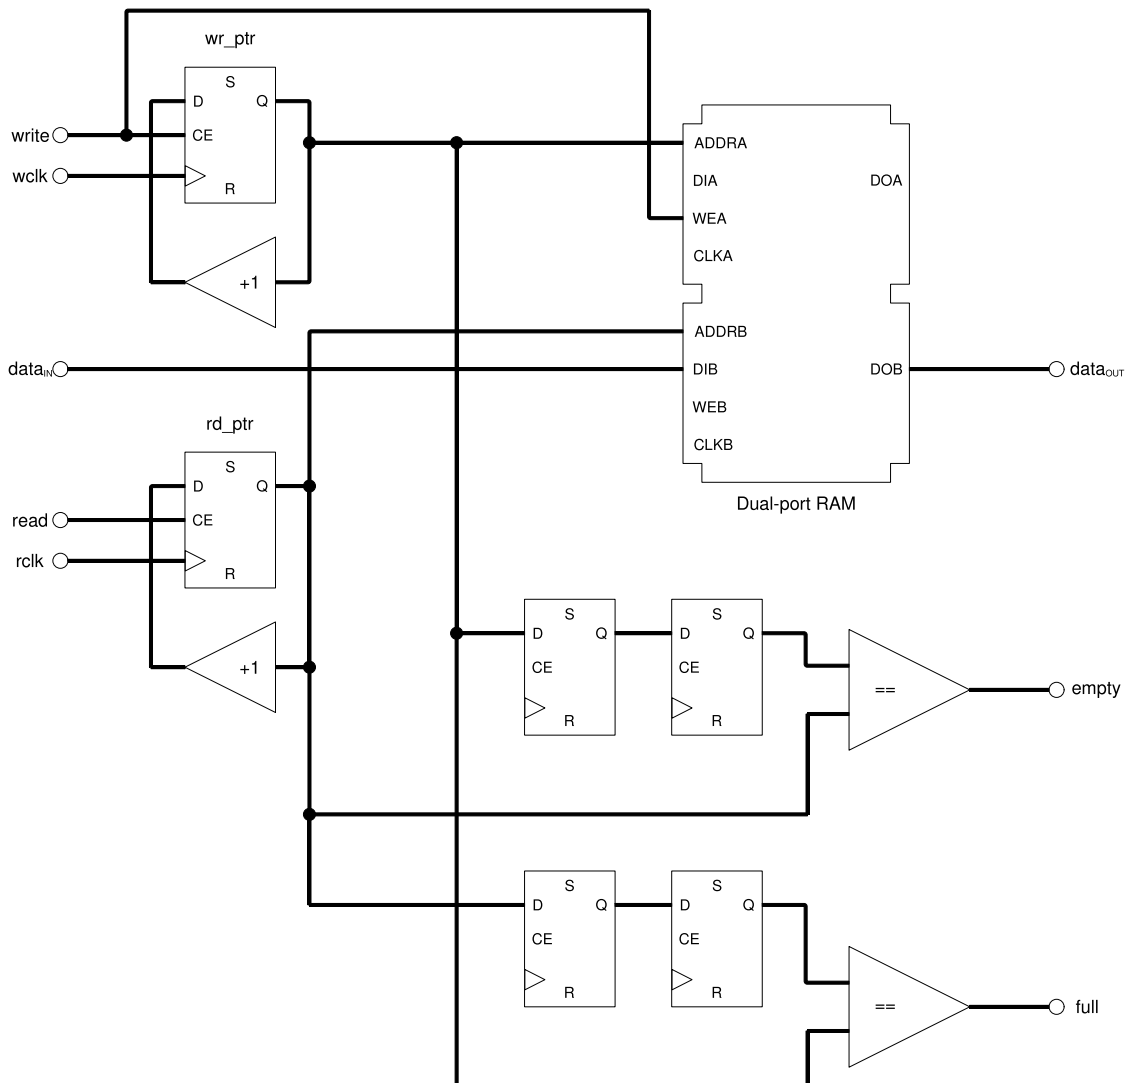 wr_ptr
S
D Q
write
CE
wclk
R
+1
ADDRA
DIA DOA
WEA
CLKA
ADDRB
dataIN
DIB DOB
dataOUT
WEB
CLKB
Dual-port RAM
rd_ptr
S
D Q
read
CE
rclk
R
+1
S
D Q
CE
R
S
D Q
CE
R
==
empty
S
D Q
CE
R
S
D Q
CE
R
==
full